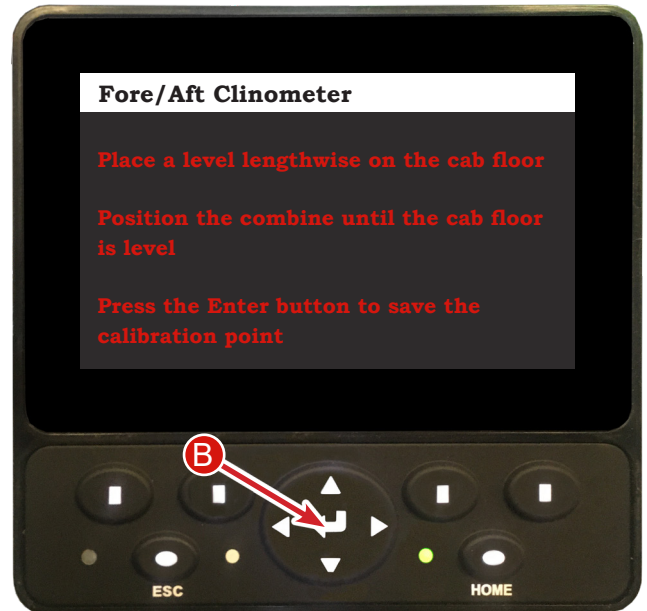 Fore/Aft Clinometer
Place a level lengthwise on the cab floor
Position the combine until the cab floor
is level
Press the Enter button to save the
calibration point
B
ESC
HOME